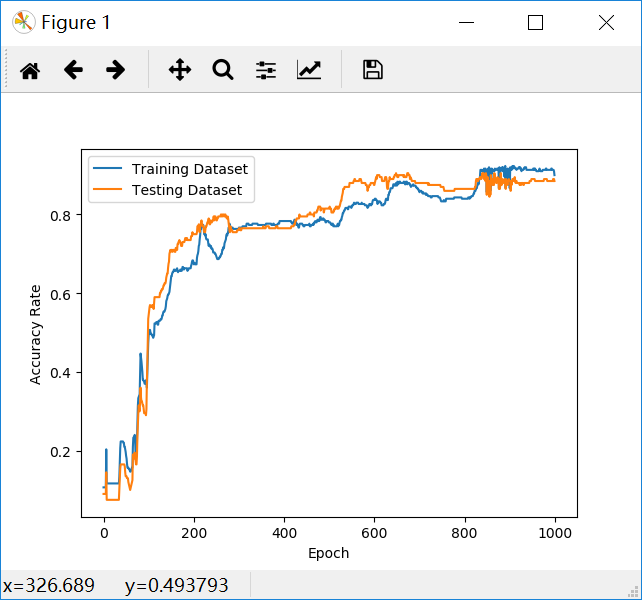 Figure 1
Training Dataset
Testing Dataset
Accuracy Rate
0.8
0.6
0.4
0.2
0 200 400 600 800 1000
Epoch
x=326.689 y=0.493793